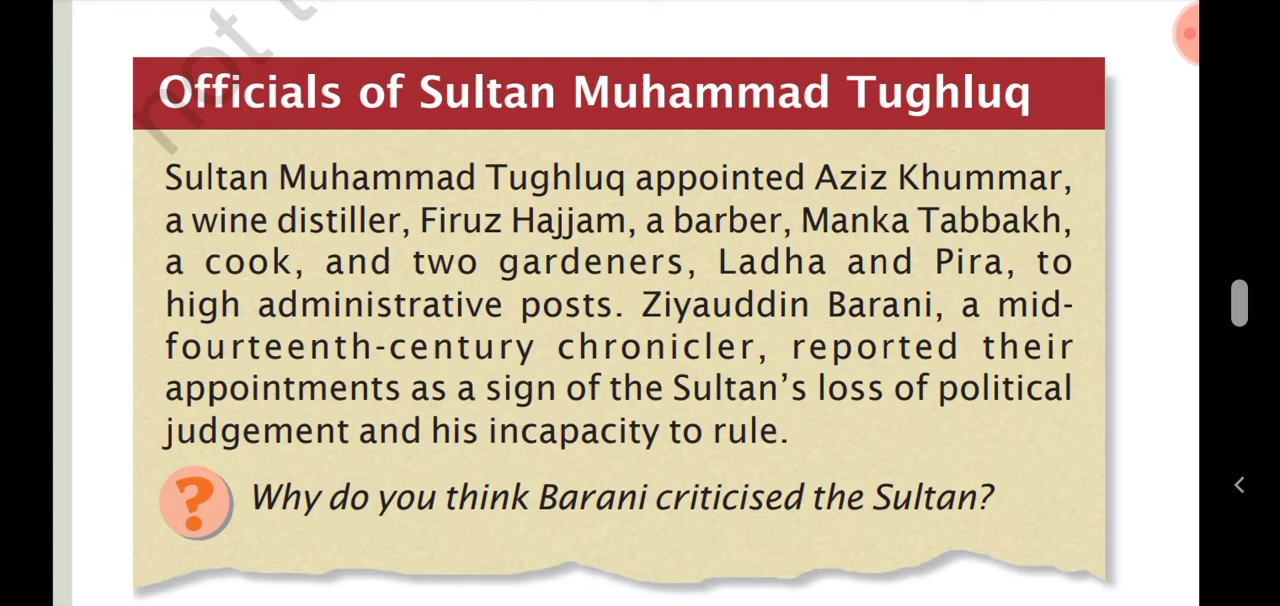 not t
Officials of Sultan Muhammad Tughluq
Sultan Muhammad Tughluq appointed Aziz Khummar,
a wine distiller, Firuz Hajjam, a barber, Manka Tabbakh,
a cook, and two gardeners, Ladha and Pira, to
high administrative posts. Ziyauddin Barani, a mid-
fourteenth-century chronicler, reported their
appointments as a sign of the Sultan’s loss of political
judgement and his incapacity to rule.
? Why do you think Barani criticised the Sultan?